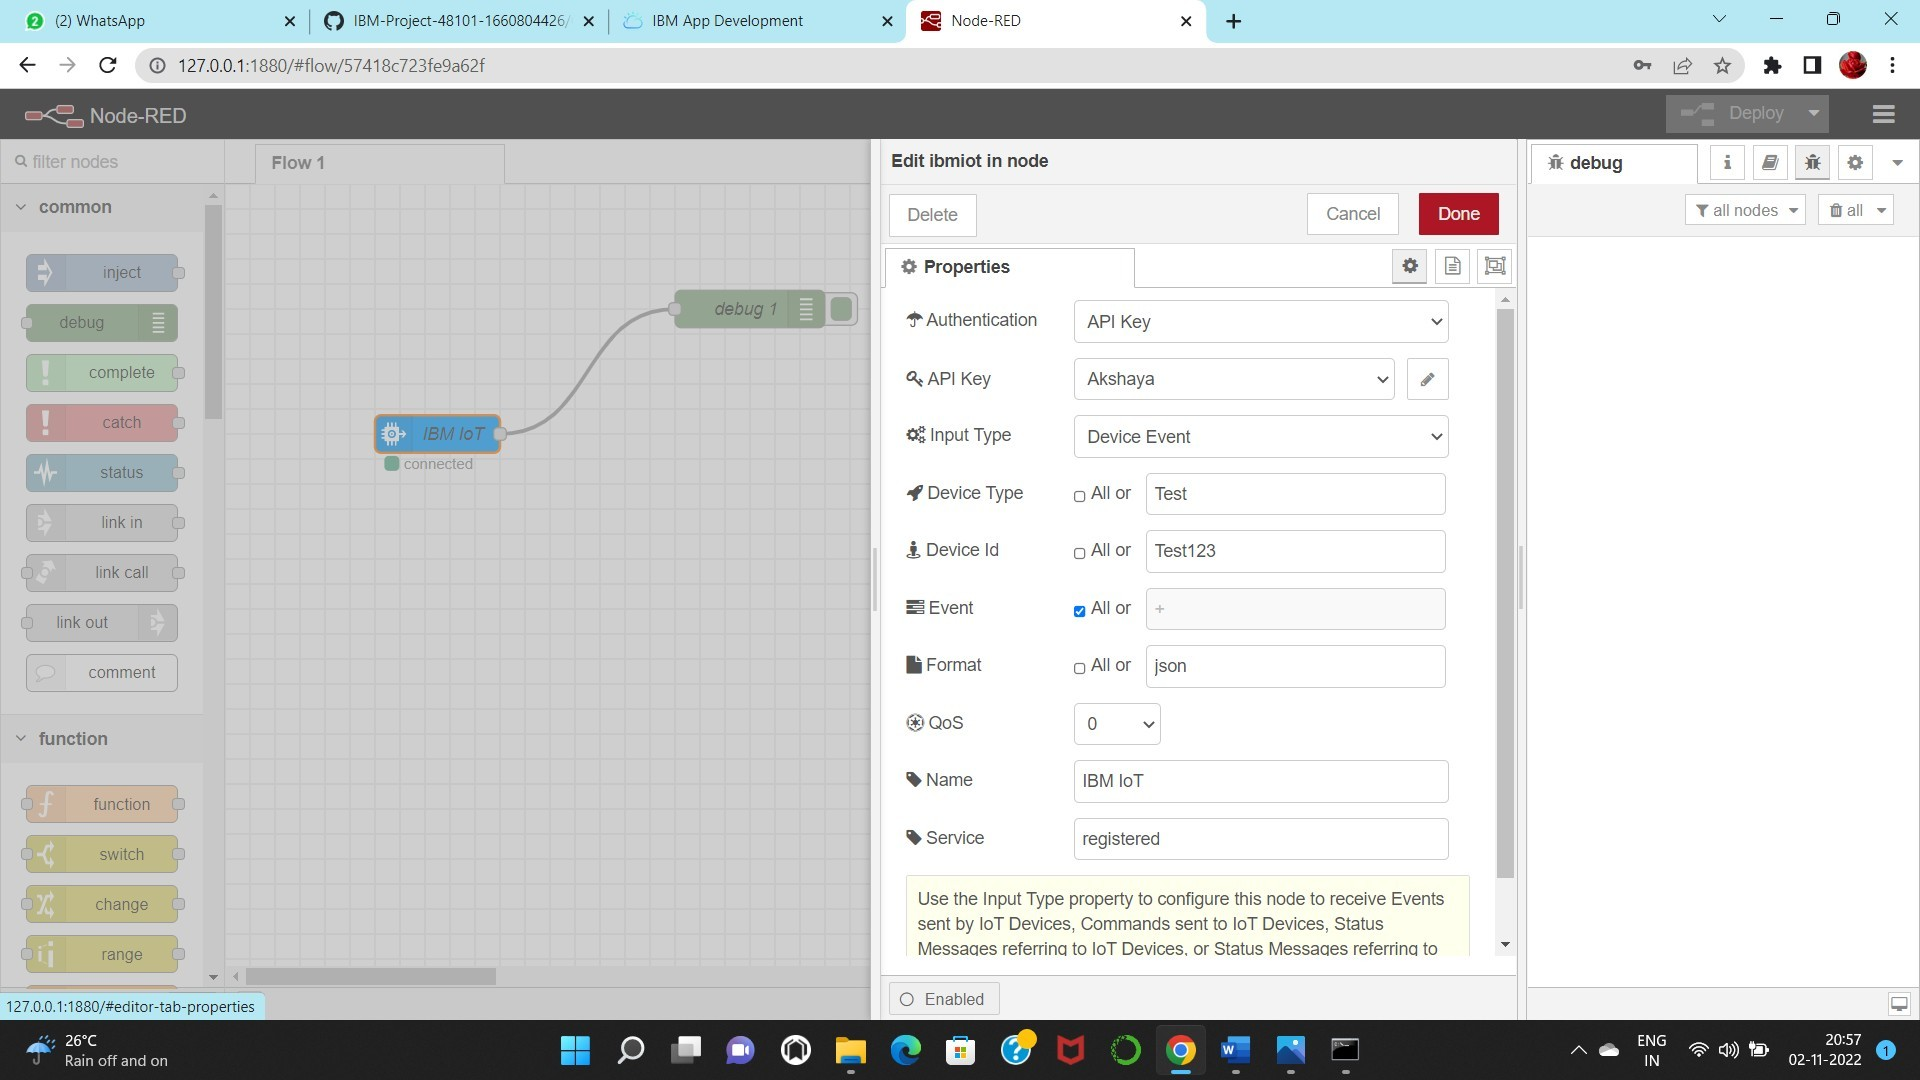 (2) WhatsApp
IBM-Project-48101-1660804426/
IBM App Development
Node-RED
127.0.0.1:1880/#flow/57418c723fe9a62f
Node-RED
Deploy
filter nodes
Flow 1
Edit ibmiot in node
debug
Delete
Cancel
Done
all nodes
all
common
Properties
inject
debug
complete
catch
status
link in
link call
link out
comment
function
function
switch
change
range
debug 1
IBM IoT
connected
Authentication
API Key
API Key
Akshaya
Input Type
Device Event
Device Type
All or
Test
Device Id
All or
Test123
Event
All or
+
Format
All or
json
QoS
0
Name
IBM IoT
Service
registered
Use the Input Type property to configure this node to receive Events
sent by IoT Devices, Commands sent to IoT Devices, Status
Messages referring to IoT Devices, or Status Messages referring to
Enabled
127.0.0.1:1880/#editor-tab-properties
26°C
Rain off and on
ENG
IN
20:57
02-11-2022
1